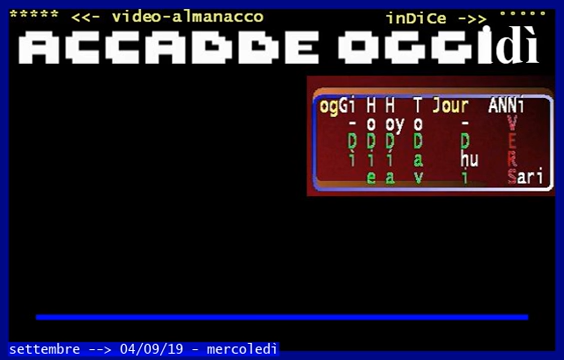 ***** <<- video-almanacco inDiCe ->> *****
ACCADDE OGGIdì
ogGi H H T Jour ANNi
- o oy o - V
D D D D D E
ì i í a hu R
e a v i Sari
settembre --> 04/09/19 - mercoledì